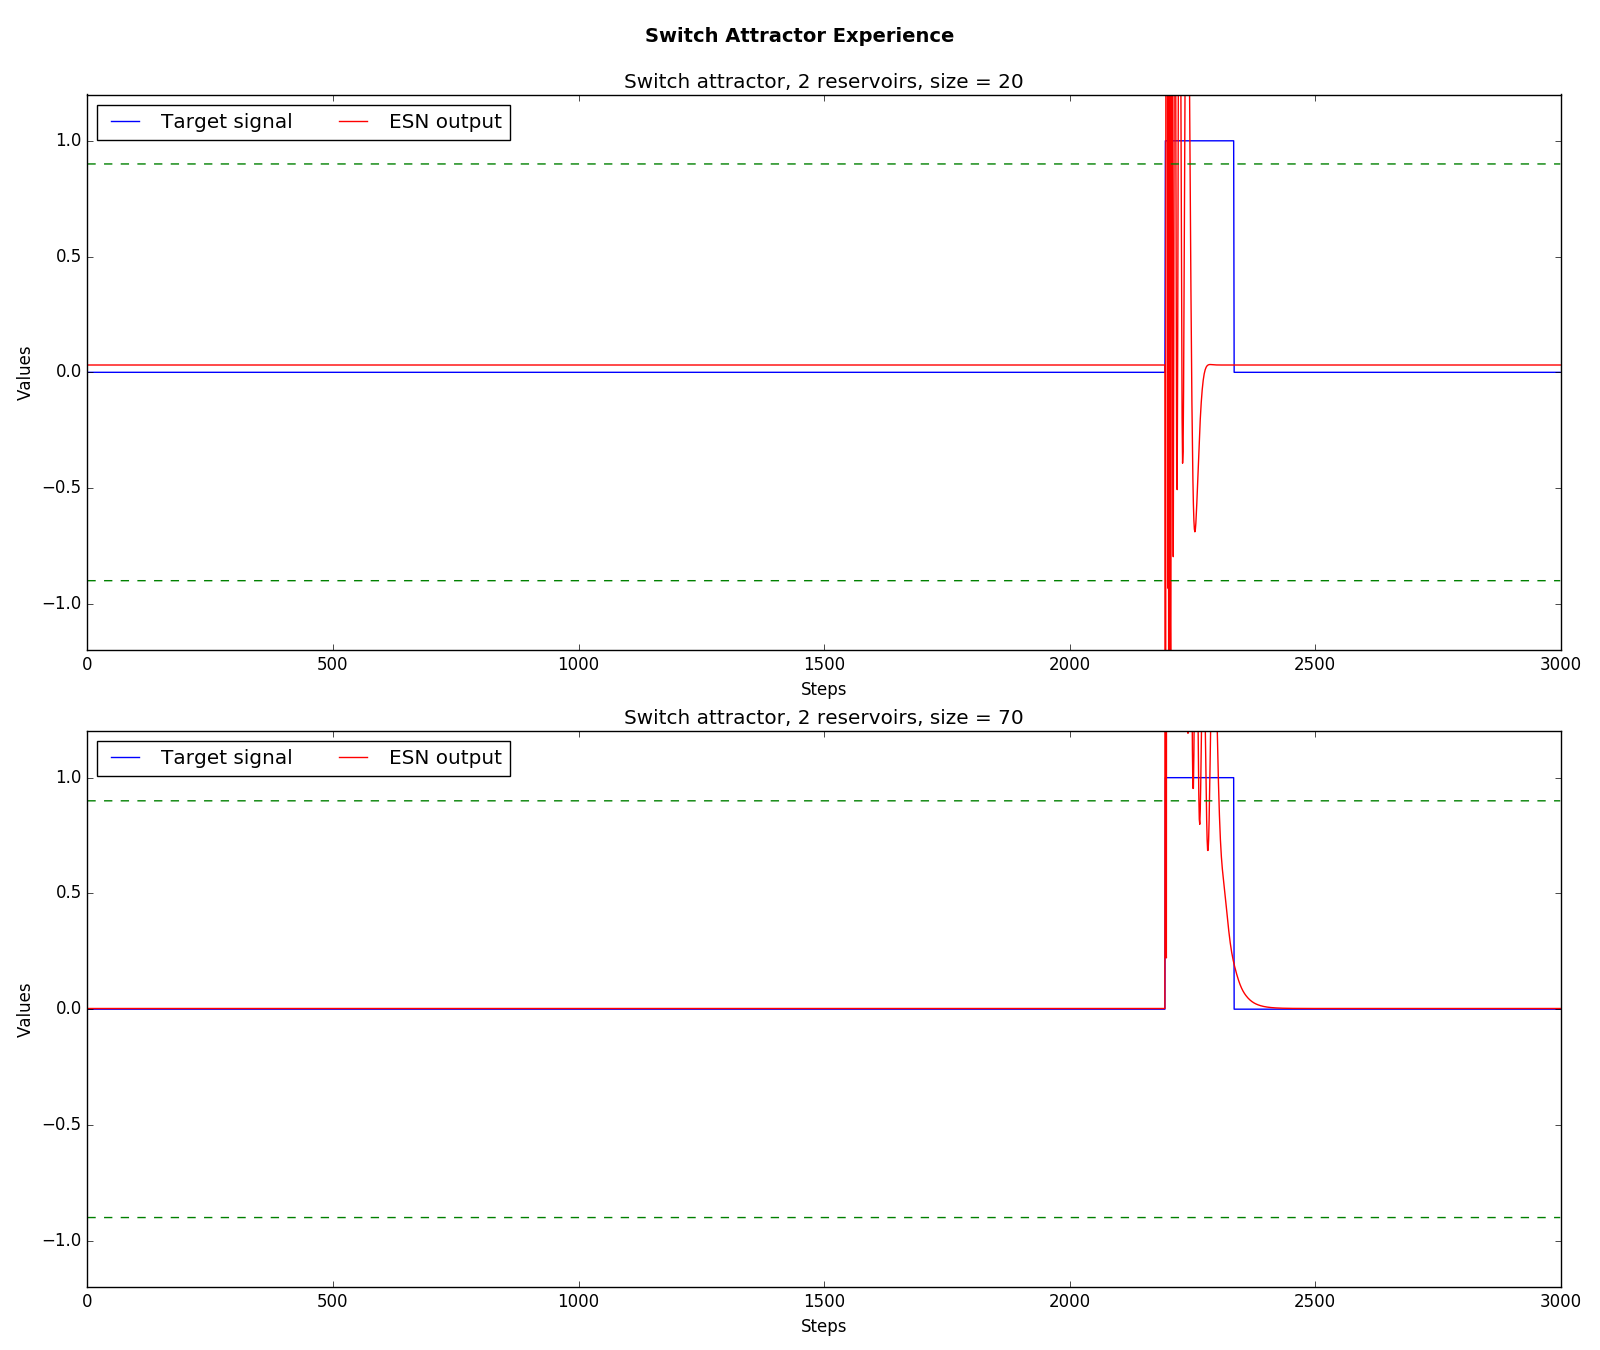 Switch Attractor Experience
Switch attractor, 2 reservoirs, size = 20
Target signal ESN output
1.0
0.5
0.0
−0.5
−1.0
Values
0 500 1000 1500 2000 2500 3000
Steps
Switch attractor, 2 reservoirs, size = 70
Target signal ESN output
1.0
0.5
0.0
−0.5
−1.0
Values
0 500 1000 1500 2000 2500 3000
Steps